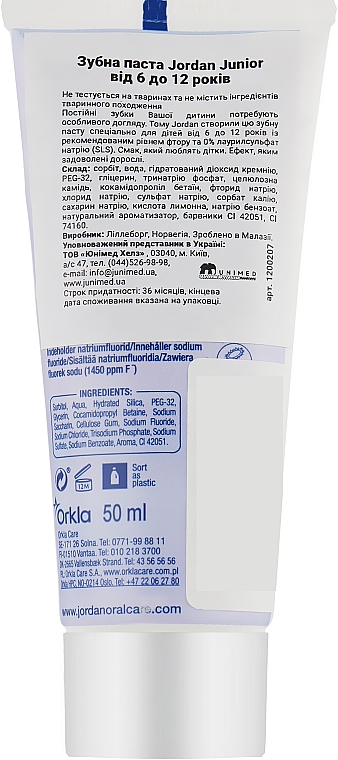 Зубна паста Jordan Junior
від 6 до 12 років
Не тестується на тваринах та не містить інгредієнтів
тваринного походження
Постійні зубки Вашої дитини потребують
особливого догляду. Тому Jordan створили цю зубну
пасту спеціально для дітей від 6 до 12 років із
рекомендованим рівнем фтору та 0% лаурилсульфат
натрію (SLS). Смак, який люблять дітки. Ефект, яким
задоволені дорослі.
Склад: сорбіт, вода, гідратований діоксид кремнію,
PEG-32, гліцерин, тринатрію фосфат, целюлозна
камідь, кокамідопропіл бетаїн, фторид натрію,
хлорид натрію, сульфат натрію, сорбат калію,
сахарин натрію, кислота лимонна, натрію бензоат,
натуральний ароматизатор, барвники CI 42051, CI
74160.
Виробник: Ліллеборг, Норвегія, Зроблено в Малазії.
Уповноважений представник в Україні:
ТОВ «Юнімед Хелз» , 03040, м. Київ,
а/с 47, тел. (044)526-98-98,
e-mail: info@junimed.ua,
www.junimed.ua
UNIMED
Строк придатності: 36 місяців, кінцева
дата споживання вказана на упаковці.
арт. 1200207
Indeholder natriumfluorid/Innehåller sodium
fluoride/Sisältää natriumfluoridia/Zawiera
fluorek sodu (1450 ppm F⁻)
INGREDIENTS:
Sorbitol, Aqua, Hydrated Silica, PEG-32,
Glycerin, Cocamidopropyl Betaine, Sodium
Saccharin, Cellulose Gum, Sodium Fluoride,
Sodium Chloride, Trisodium Phosphate, Sodium
Sulfate, Sodium Benzoate, Aroma, CI 42051.
12M
Sort
as
plastic
Orkla 50 ml
Orkla Care
SE-171 26 Solna. Tel: 0771-99 88 11
FI-01510 Vantaa. Tel: 010 218 3700
DK-2665 Vallensbæk Strand. Tel: 43 56 56 56
PL: Orkla Care S.A., www.orklacare.com.pl
Orkla HPC, NO-0214 Oslo, Tel: +47 22 06 27 80
www.jordanoralcare.com